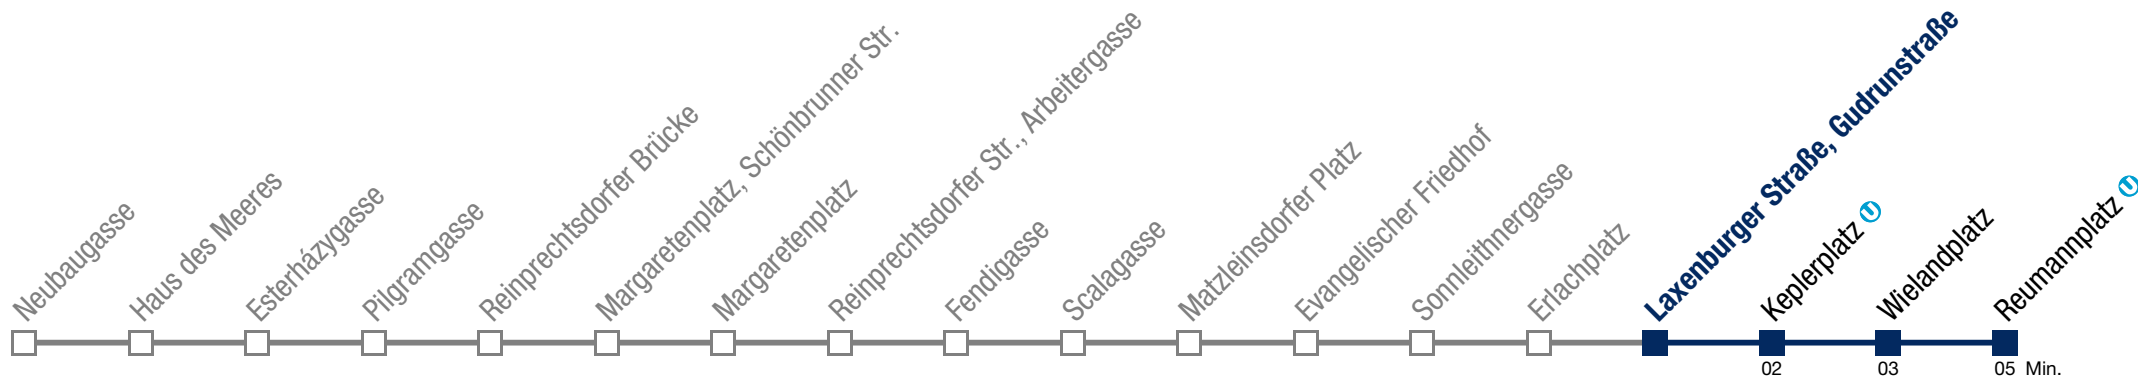 Neubaugasse
Haus des Meeres
Esterházygasse
Pilgramgasse
Reinprechtsdorfer Brücke
Margaretenplatz, Schönbrunner Str.
Margaretenplatz
Reinprechtsdorfer Str., Arbeitergasse
Fendigasse
Scalagasse
Matzleinsdorfer Platz
Evangelischer Friedhof
Sonnleithnergasse
Erlachplatz
Laxenburger Straße, Gudrunstraße
Keplerplatz U
Wielandplatz
Reumannplatz U
02 03 05 Min.